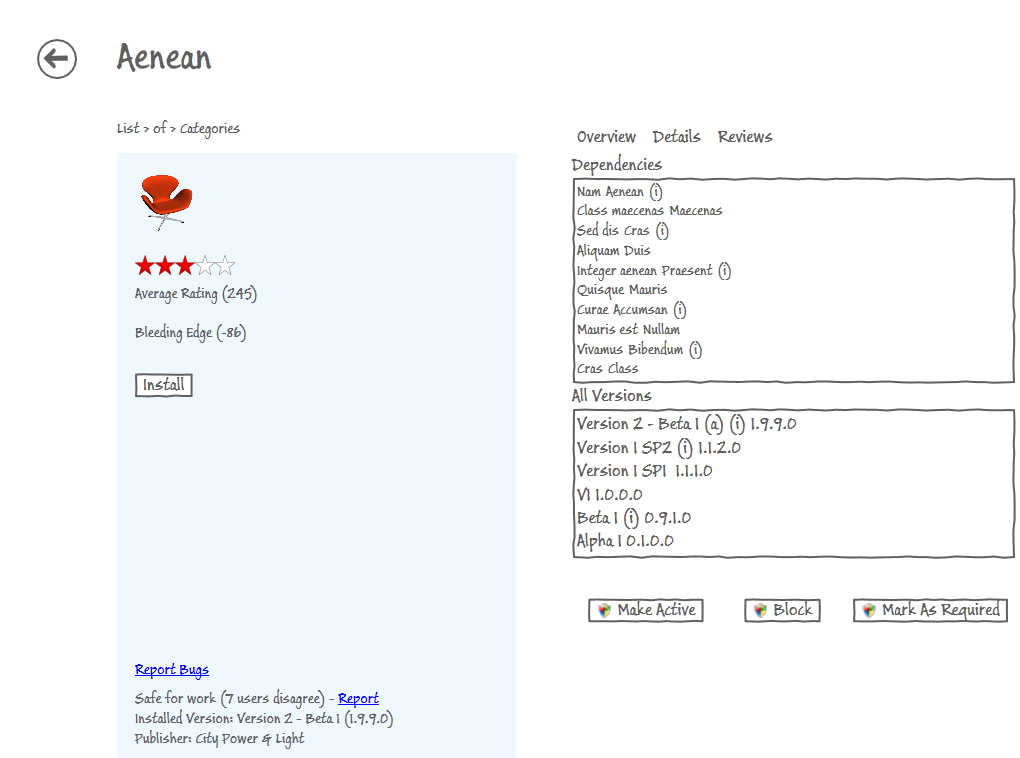 Aenean
List > of > Categories
Average Rating (245)
Bleeding Edge (-86)
Install
Report Bugs
Safe for work (7 users disagree) - Report
Installed Version: Version 2 - Beta 1 (1.9.9.0)
Publisher: City Power & Light
Overview Details Reviews
Dependencies
Nam Aenean (i)
Class maecenas Maecenas
Sed dis Cras (i)
Aliquam Duis
Integer aenean Praesent (i)
Quisque Mauris
Curae Accumsan (i)
Mauris est Nullam
Vivamus Bibendum (i)
Cras Class
All Versions
Version 2 - Beta 1 (a) (i) 1.9.9.0
Version 1 SP2 (i) 1.1.2.0
Version 1 SP1 1.1.1.0
V1 1.0.0.0
Beta 1 (i) 0.9.1.0
Alpha 1 0.1.0.0
Make Active Block Mark As Required